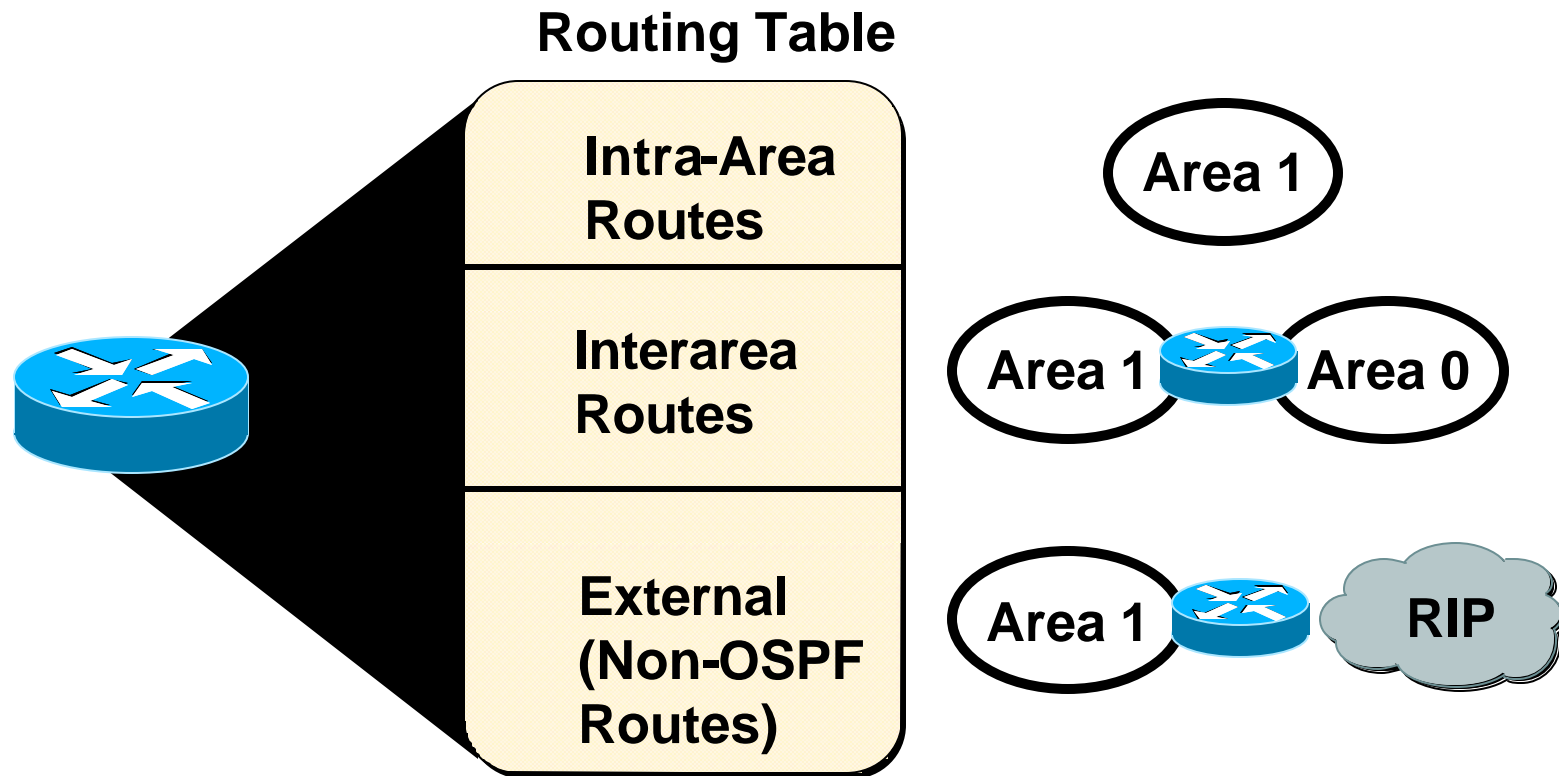 Routing Table
Intra-Area
Routes
Area 1
Interarea
Routes
Area 1
Area 0
External
(Non-OSPF
Routes)
Area 1
RIP